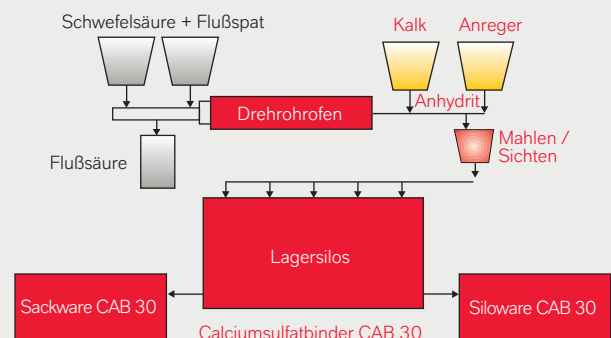 Schwefelsäure + Flußspat
Kalk
Anreger
Drehrohrofen
Anhydrit
Flußsäure
Mahlen /
Sichten
Lagersilos
Sackware CAB 30
Siloware CAB 30
Calciumsulfatbinder CAB 30